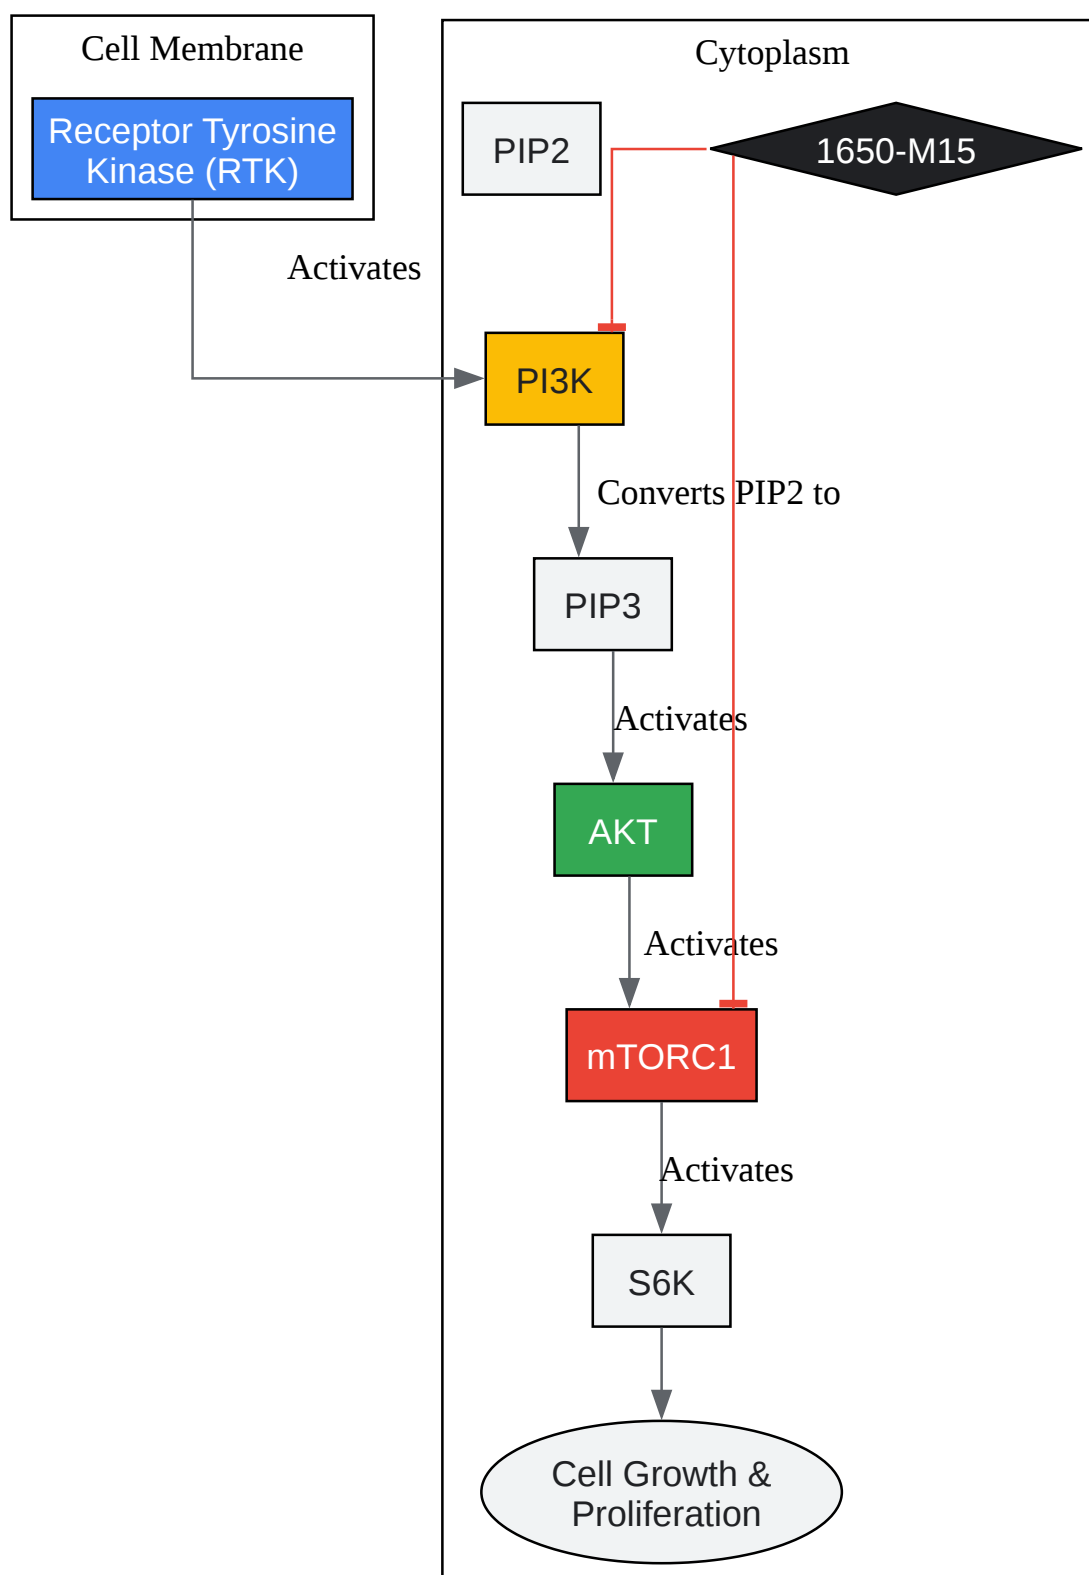 Cell Membrane
Receptor Tyrosine
Kinase (RTK)
Cytoplasm
PIP2
1650-M15
Activates
PI3K
Converts PIP2 to
PIP3
Activates
AKT
Activates
mTORC1
Activates
S6K
Cell Growth &
Proliferation